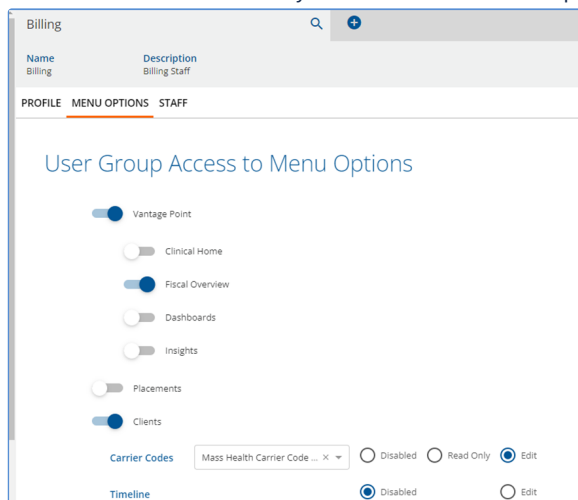 Billing
Name Description
Billing Billing Staff
PROFILE MENU OPTIONS STAFF
User Group Access to Menu Options
Vantage Point
Clinical Home
Fiscal Overview
Dashboards
Insights
Placements
Clients
Carrier Codes Mass Health Carrier Code ... × Disabled Read Only Edit
Timeline Disabled Edit